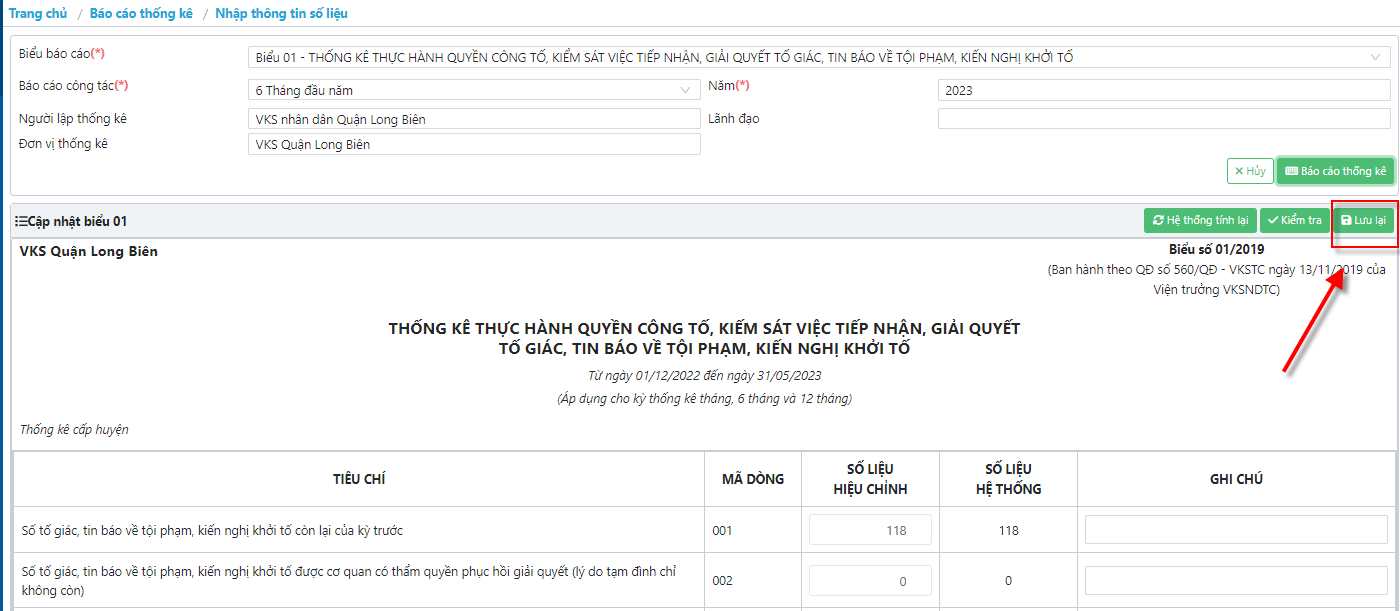 Trang chủ / Báo cáo thống kê / Nhập thông tin số liệu
Biểu báo cáo(*)
Biểu 01 - THỐNG KÊ THỰC HÀNH QUYỀN CÔNG TỐ, KIỂM SÁT VIỆC TIẾP NHẬN, GIẢI QUYẾT TỐ GIÁC, TIN BÁO VỀ TỘI PHẠM, KIẾN NGHỊ KHỞI TỐ
Báo cáo công tác(*)
6 Tháng đầu năm
Năm(*)
2023
Người lập thống kê
VKS nhân dân Quận Long Biên
Lãnh đạo
Đơn vị thống kê
VKS Quận Long Biên
Hủy
Báo cáo thống kê
Cập nhật biểu 01
Hệ thống tính lại
Kiểm tra
Lưu lại
VKS Quận Long Biên
Biểu số 01/2019
(Ban hành theo QĐ số 560/QĐ - VKSTC ngày 13/11/2019 của
Viện trưởng VKSNDTC)
THỐNG KÊ THỰC HÀNH QUYỀN CÔNG TỐ, KIỂM SÁT VIỆC TIẾP NHẬN, GIẢI QUYẾT
TỐ GIÁC, TIN BÁO VỀ TỘI PHẠM, KIẾN NGHỊ KHỞI TỐ
Từ ngày 01/12/2022 đến ngày 31/05/2023
(Áp dụng cho kỳ thống kê tháng, 6 tháng và 12 tháng)
Thống kê cấp huyện
TIÊU CHÍ
MÃ DÒNG
SỐ LIỆU
HIỆU CHỈNH
SỐ LIỆU
HỆ THỐNG
GHI CHÚ
Số tố giác, tin báo về tội phạm, kiến nghị khởi tố còn lại của kỳ trước
001
118
118
Số tố giác, tin báo về tội phạm, kiến nghị khởi tố được cơ quan có thẩm quyền phục hồi giải quyết (lý do tạm đình chỉ
không còn)
002
0
0